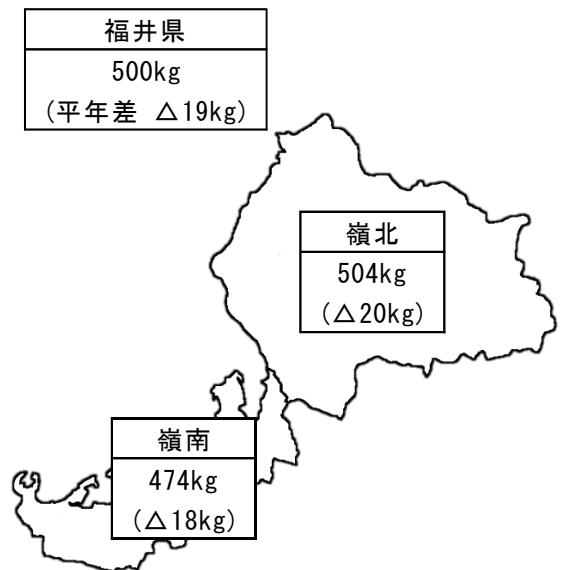 福井県
500kg
(平年差 △19kg)
嶺北
504kg
(△20kg)
嶺南
474kg
(△18kg)